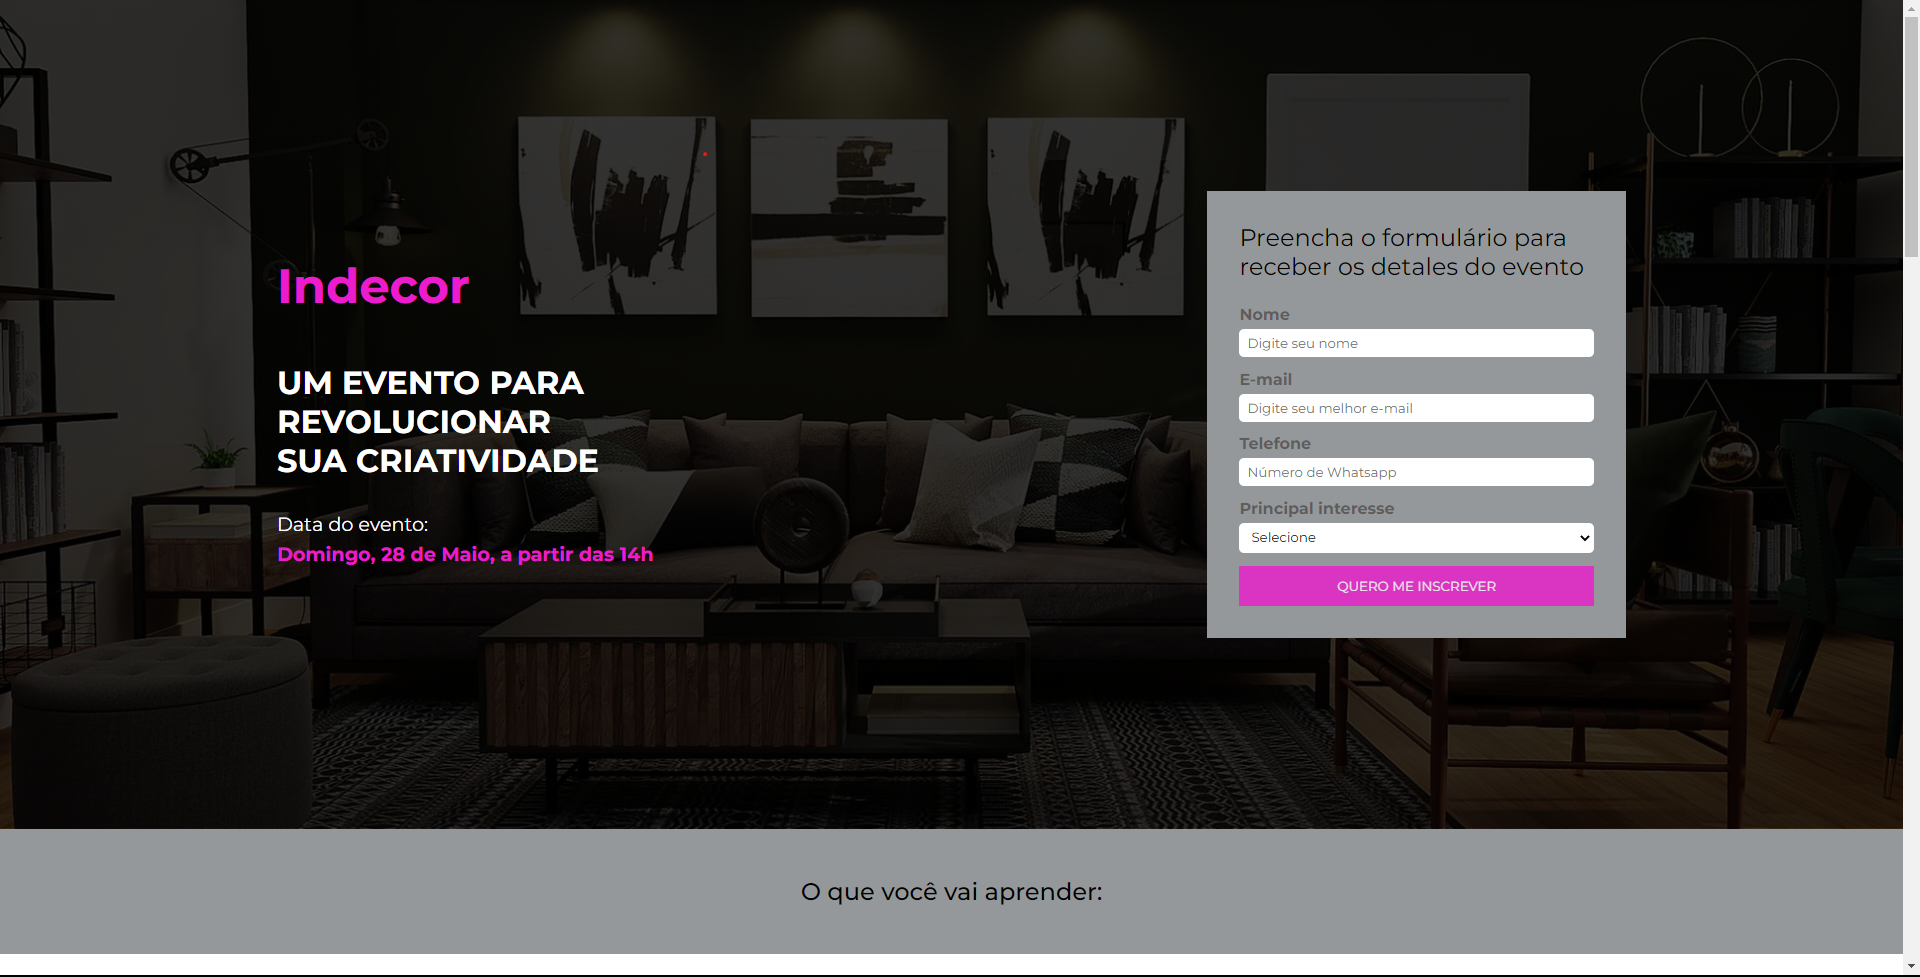 Indecor
UM EVENTO PARA
REVOLUCIONAR
SUA CRIATIVIDADE
Data do evento:
Domingo, 28 de Maio, a partir das 14h
Preencha o formulário para
receber os detales do evento
Nome
Digite seu nome
E-mail
Digite seu melhor e-mail
Telefone
Número de Whatsapp
Principal interesse
Selecione
QUERO ME INSCREVER
O que você vai aprender: